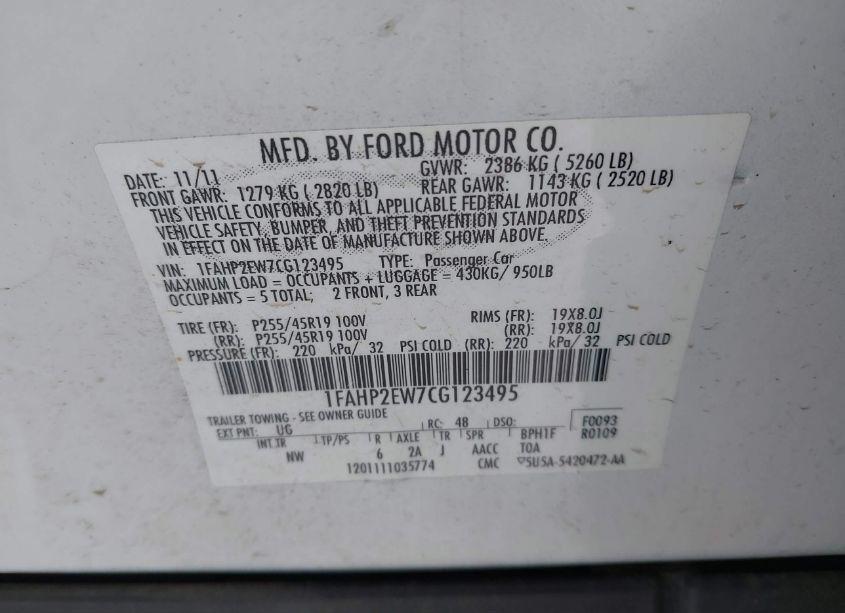 MFD. BY FORD MOTOR CO.
DATE: 11/11 GVWR: 2386 KG ( 5260 LB)
FRONT GAWR: 1279 KG ( 2820 LB) REAR GAWR: 1143 KG ( 2520 LB)
THIS VEHICLE CONFORMS TO ALL APPLICABLE FEDERAL MOTOR
VEHICLE SAFETY, BUMPER, AND THEFT PREVENTION STANDARDS
IN EFFECT ON THE DATE OF MANUFACTURE SHOWN ABOVE.
VIN: 1FAHP2EW7CG123495 TYPE: Passenger Car
MAXIMUM LOAD = OCCUPANTS + LUGGAGE = 430KG/ 950LB
OCCUPANTS = 5 TOTAL; 2 FRONT, 3 REAR
TIRE (FR): P255/45R19 100V RIMS (FR): 19X8.0J
(RR): P255/45R19 100V (RR): 19X8.0J
PRESSURE (FR): 220 kPa/ 32 PSI COLD (RR): 220 kPa/ 32 PSI COLD
1FAHP2EW7CG123495
TRAILER TOWING - SEE OWNER GUIDE
EXT PNT: UG RC: 48 DSO: F0093
INT TR TP/PS R AXLE TR SPR BPH1F R0109
NW 6 2A J AACC TOA
1201111035774 CMC ▽5USA-5420472-AA